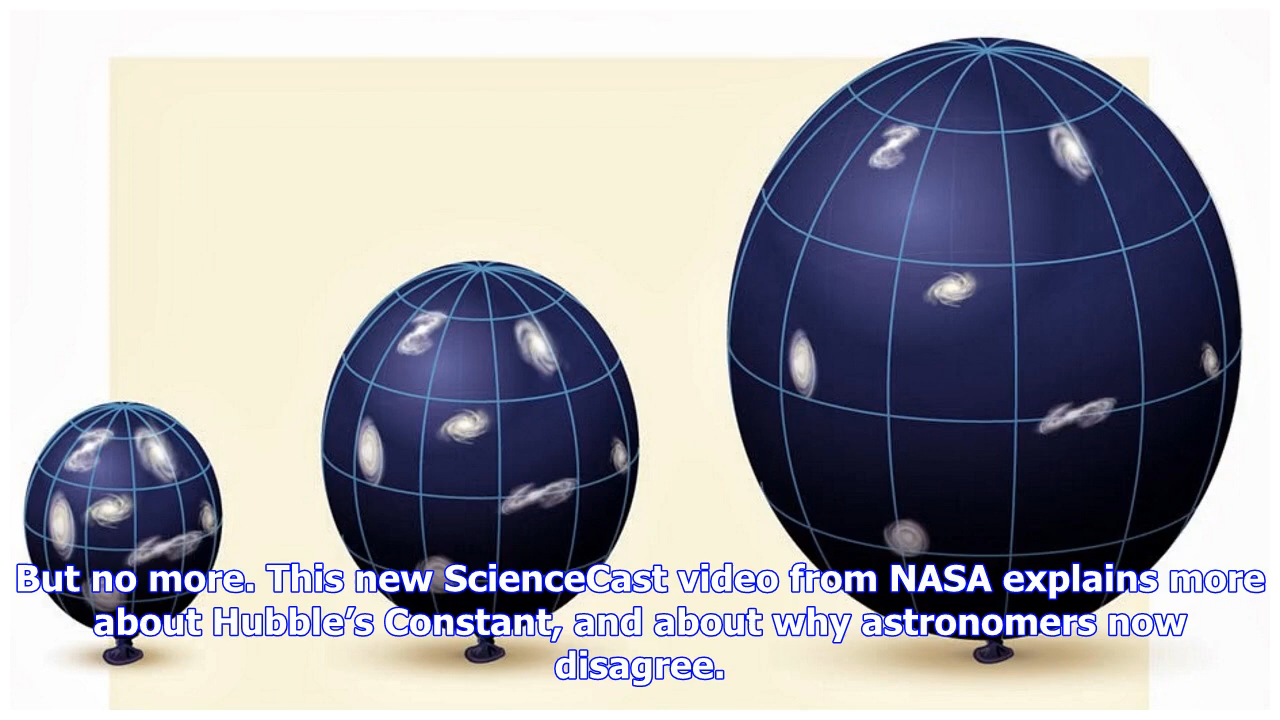 But no more. This new ScienceCast video from NASA explains more
about Hubble’s Constant, and about why astronomers now
disagree.